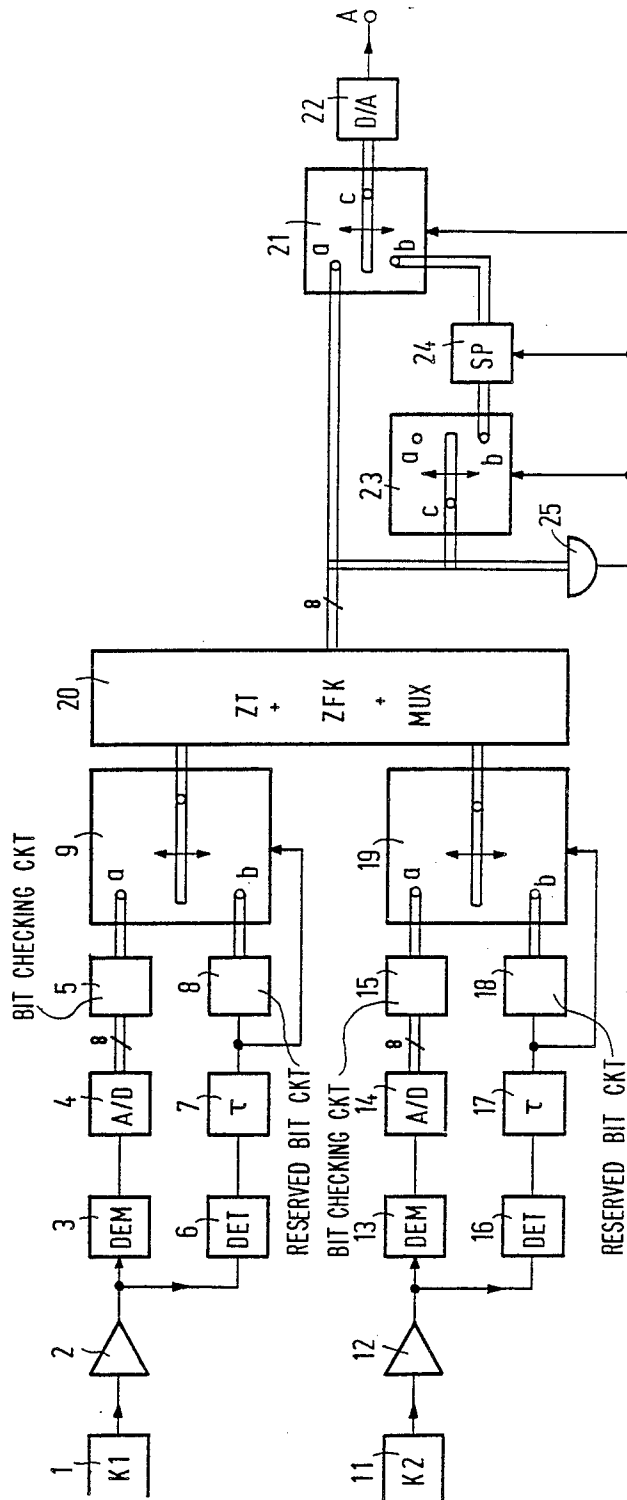 1
K1
2
3
DEM
4
A/D
8
5
BIT CHECKING CKT
6
DET
7
τ
8
RESERVED BIT CKT
9
a
b
11
K2
12
13
DEM
14
A/D
8
15
BIT CHECKING CKT
16
DET
17
τ
18
RESERVED BIT CKT
19
a
b
20
ZT
+
ZFK
+
MUX
8
21
a
c
b
22
D/A
A
23
a
c
b
24
SP
25